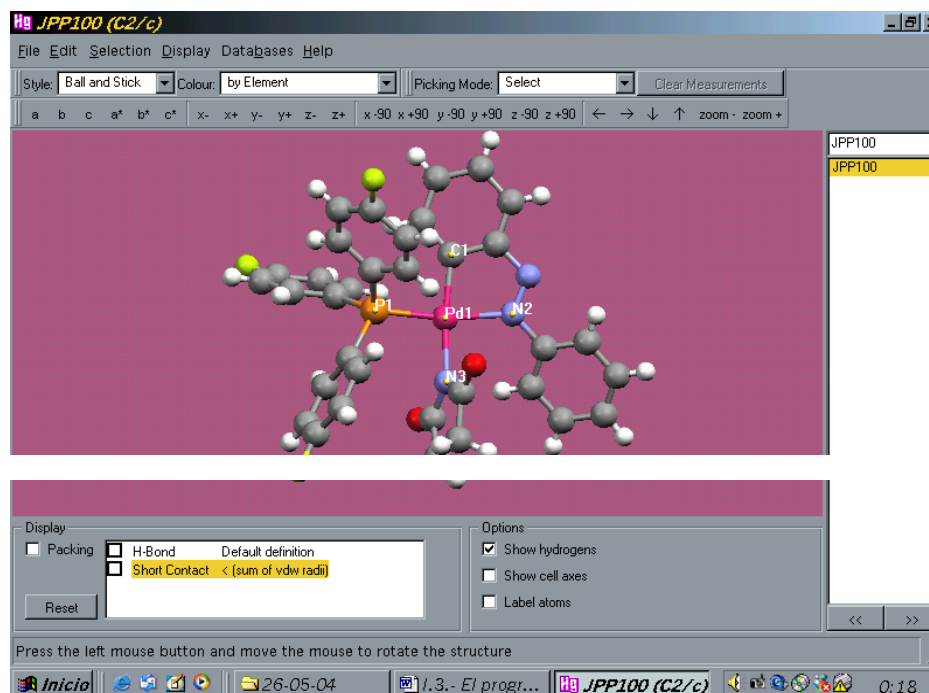 Hg JPP100 (C2/c)
File Edit Selection Display Databases Help
Style: Ball and Stick Colour: by Element Picking Mode: Select Clear Measurements
a b c a* b* c* x- x+ y- y+ z- z+ x-90 x+90 y-90 y+90 z-90 z+90 ← → ↓ ↑ zoom- zoom+
JPP100
JPP100
C1
P1 Pd1 N2
N3
Display Options
Packing H-Bond Default definition Show hydrogens
Short Contact < (sum of vdw radii) Show cell axes
Reset Label atoms
<< >>
Press the left mouse button and move the mouse to rotate the structure
Inicio 26-05-04 1.3.- El progr... Hg JPP100 (C2/c) 0:18